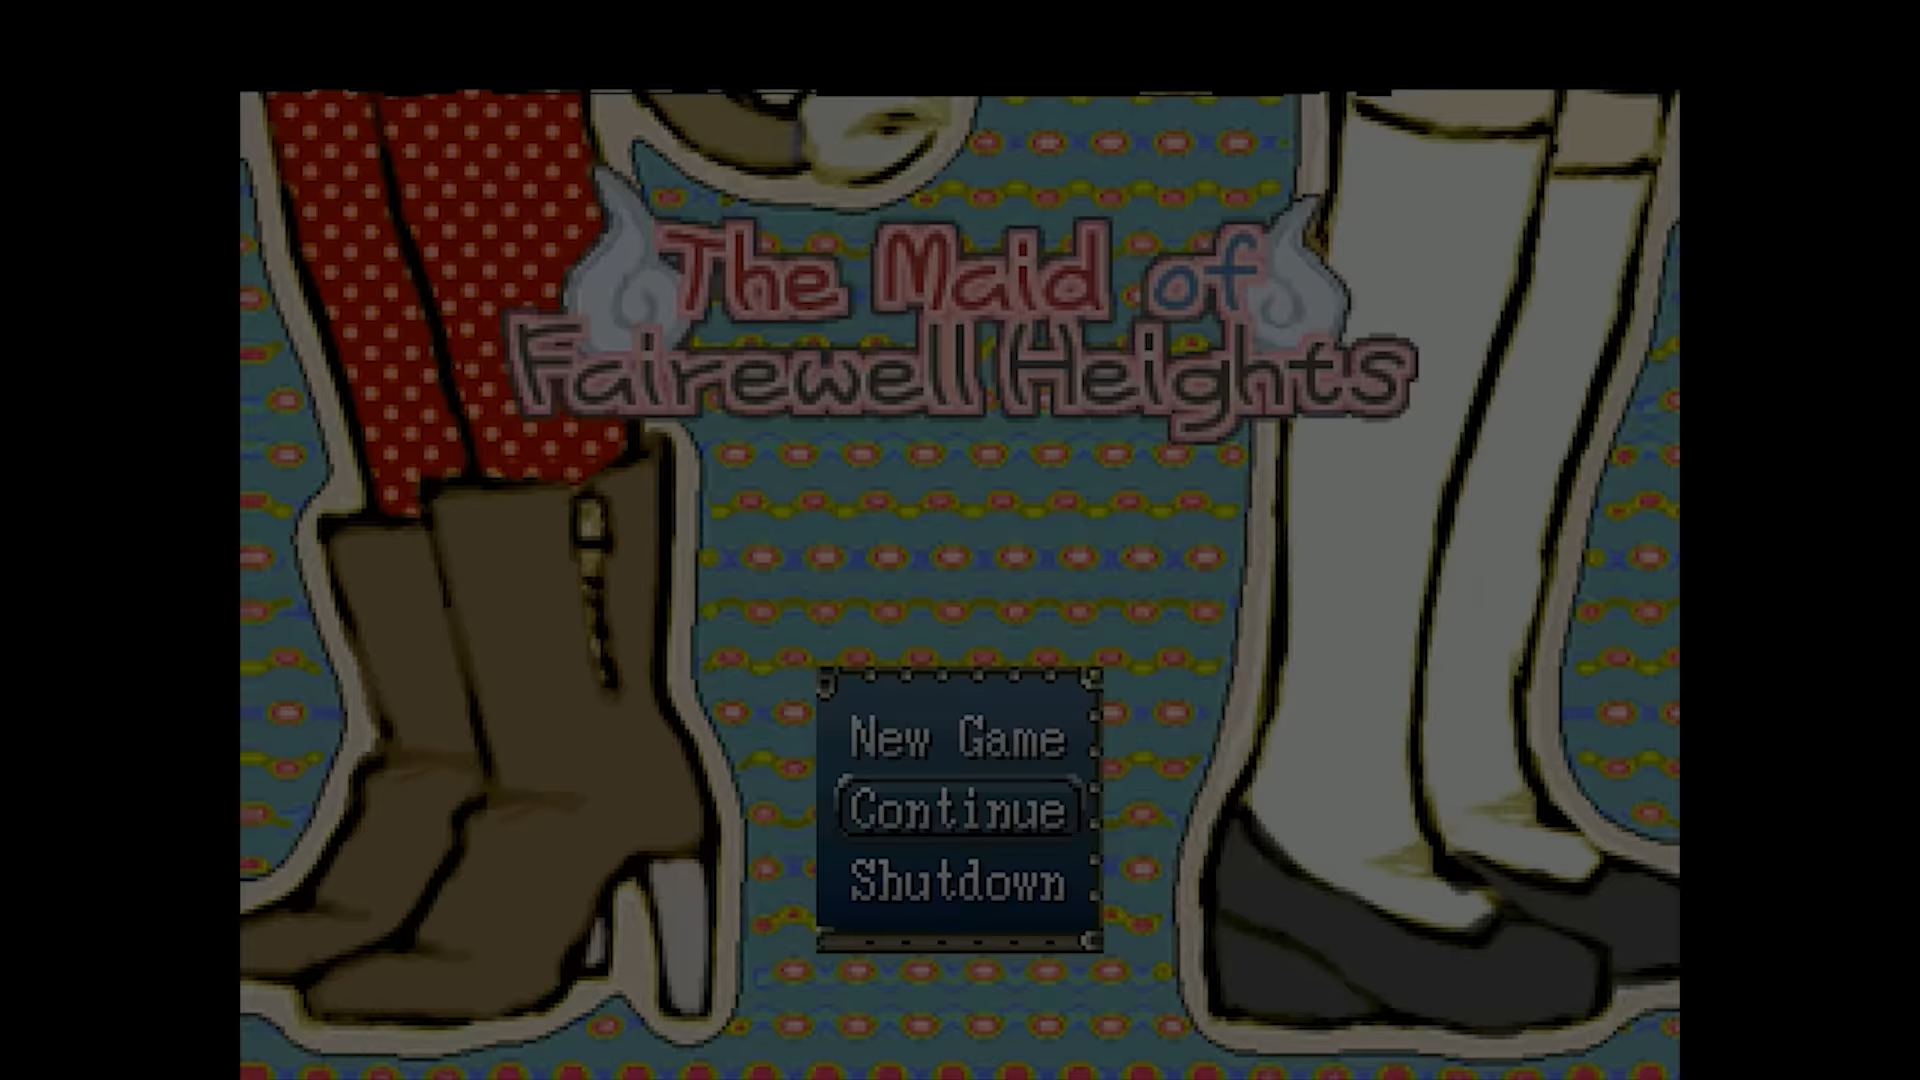 The Maid of
Fairewell Heights
New Game
Continue
Shutdown